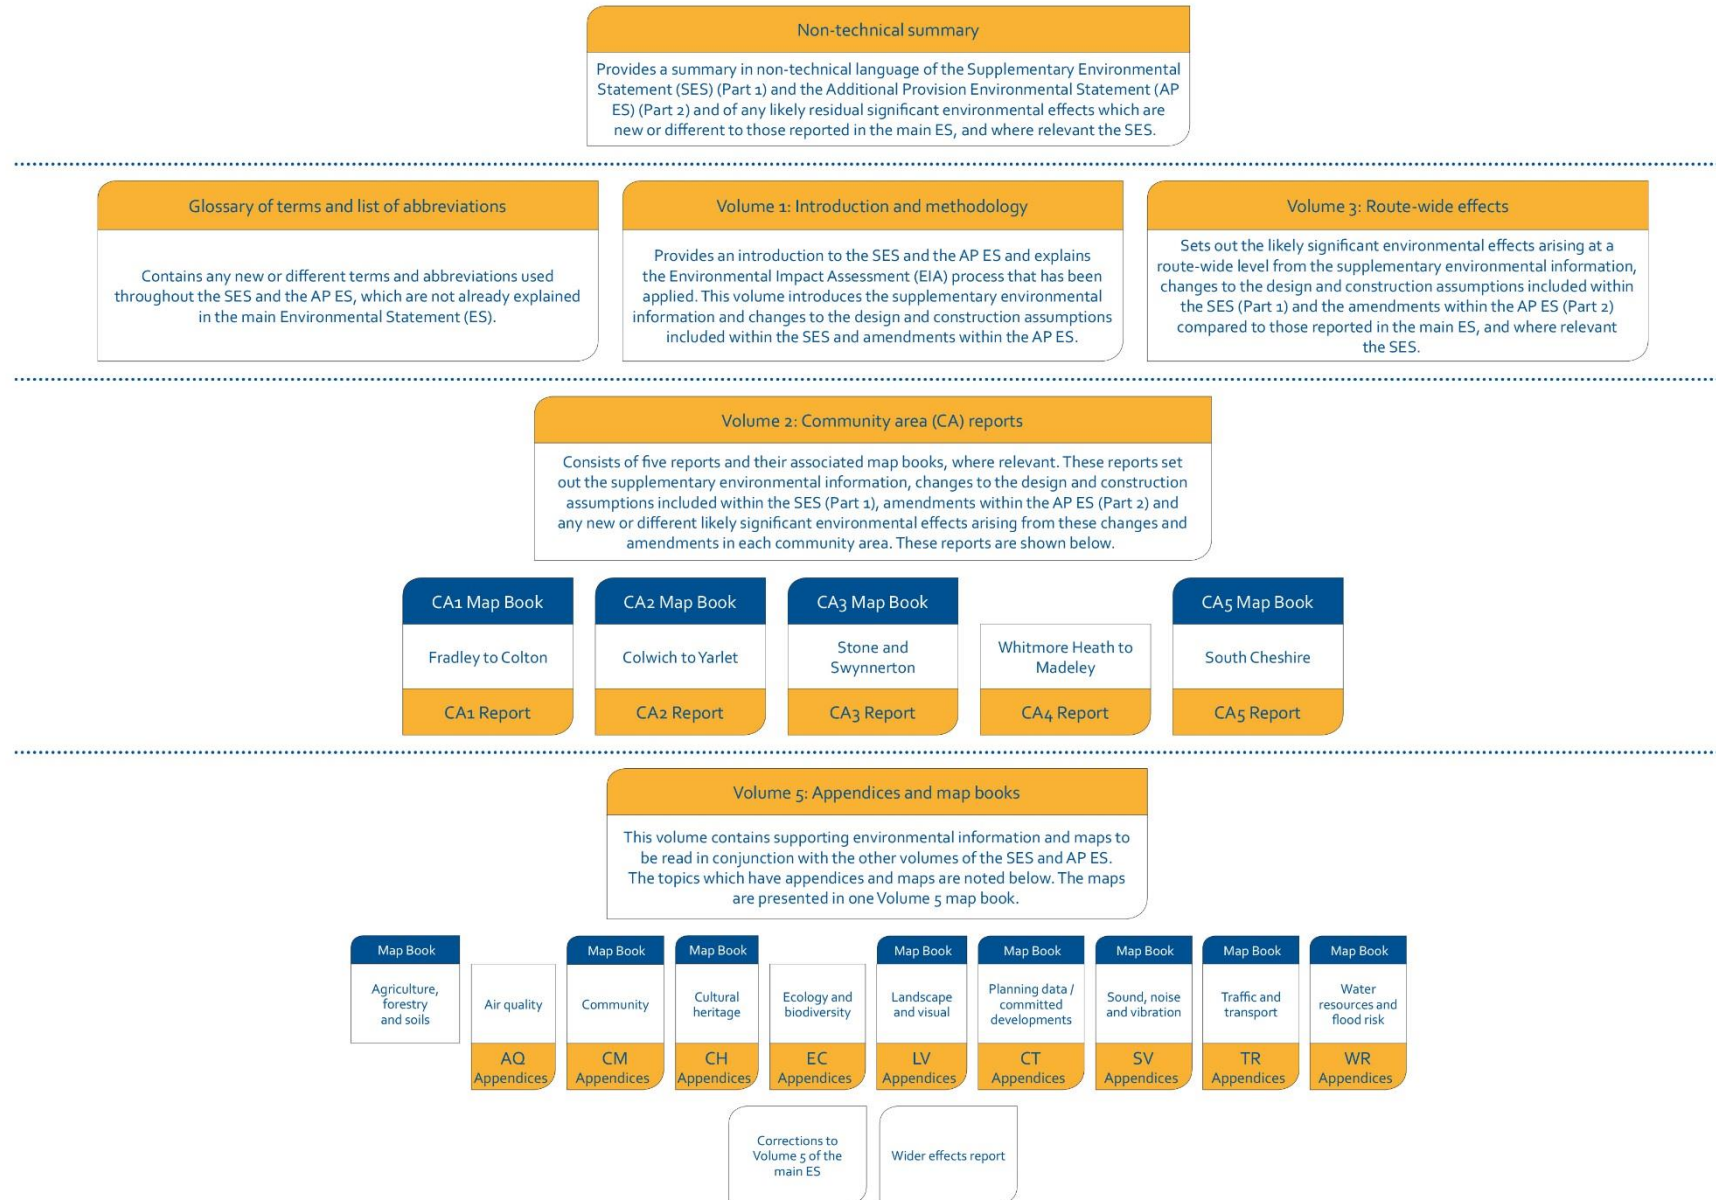 Non-technical summary
Provides a summary in non-technical language of the Supplementary Environmental
Statement (SES) (Part 1) and the Additional Provision Environmental Statement (AP
ES) (Part 2) and of any likely residual significant environmental effects which are
new or different to those reported in the main ES, and where relevant the SES.
Glossary of terms and list of abbreviations
Contains any new or different terms and abbreviations used
throughout the SES and the AP ES, which are not already explained
in the main Environmental Statement (ES).
Volume 1: Introduction and methodology
Provides an introduction to the SES and the AP ES and explains
the Environmental Impact Assessment (EIA) process that has been
applied. This volume introduces the supplementary environmental
information and changes to the design and construction assumptions
included within the SES and amendments within the AP ES.
Volume 3: Route-wide effects
Sets out the likely significant environmental effects arising at a
route-wide level from the supplementary environmental information,
changes to the design and construction assumptions included within
the SES (Part 1) and the amendments within the AP ES (Part 2)
compared to those reported in the main ES, and where relevant
the SES.
Volume 2: Community area (CA) reports
Consists of five reports and their associated map books, where relevant. These reports set
out the supplementary environmental information, changes to the design and construction
assumptions included within the SES (Part 1), amendments within the AP ES (Part 2) and
any new or different likely significant environmental effects arising from these changes and
amendments in each community area. These reports are shown below.
CA1 Map Book
Fradley to Colton
CA1 Report
CA2 Map Book
Colwich to Yarlet
CA2 Report
CA3 Map Book
Stone and
Swynnerton
CA3 Report
Whitmore Heath to
Madeley
CA4 Report
CA5 Map Book
South Cheshire
CA5 Report
Volume 5: Appendices and map books
This volume contains supporting environmental information and maps to
be read in conjunction with the other volumes of the SES and AP ES.
The topics which have appendices and maps are noted below. The maps
are presented in one Volume 5 map book.
Map Book
Agriculture,
forestry
and soils
Air quality
AQ
Appendices
Map Book
Community
CM
Appendices
Map Book
Cultural
heritage
CH
Appendices
Ecology and
biodiversity
EC
Appendices
Map Book
Landscape
and visual
LV
Appendices
Map Book
Planning data /
committed
developments
CT
Appendices
Map Book
Sound, noise
and vibration
SV
Appendices
Map Book
Traffic and
transport
TR
Appendices
Map Book
Water
resources and
flood risk
WR
Appendices
Corrections to
Volume 5 of the
main ES
Wider effects report